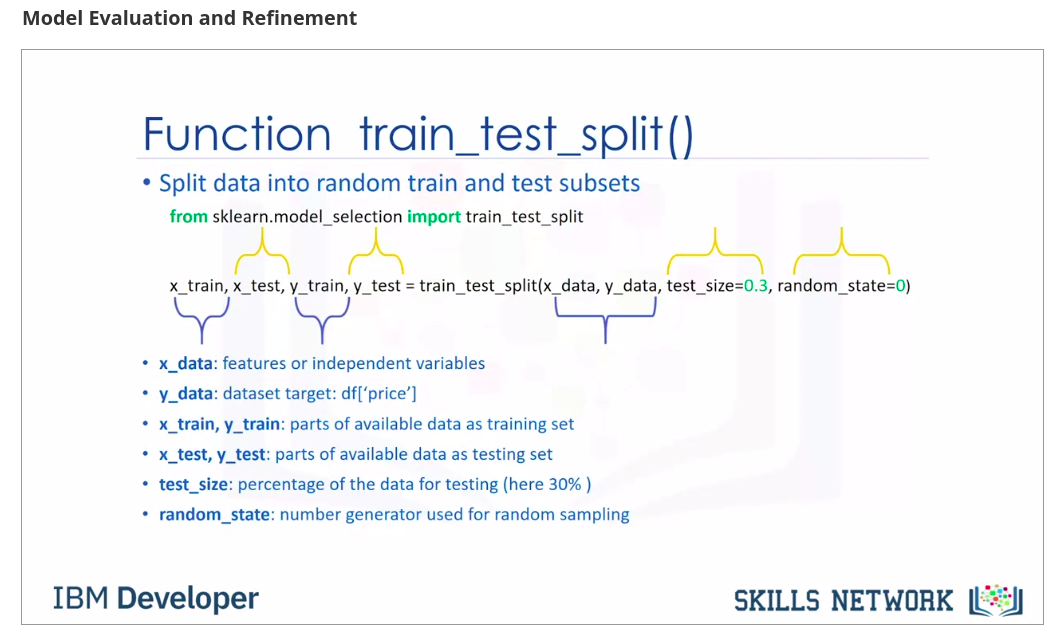 Model Evaluation and Refinement
Function train_test_split()
• Split data into random train and test subsets
from sklearn.model_selection import train_test_split
x_train, x_test, y_train, y_test = train_test_split(x_data, y_data, test_size=0.3, random_state=0)
• x_data: features or independent variables
• y_data: dataset target: df[‘price’]
• x_train, y_train: parts of available data as training set
• x_test, y_test: parts of available data as testing set
• test_size: percentage of the data for testing (here 30% )
• random_state: number generator used for random sampling
IBM Developer
SKILLS NETWORK